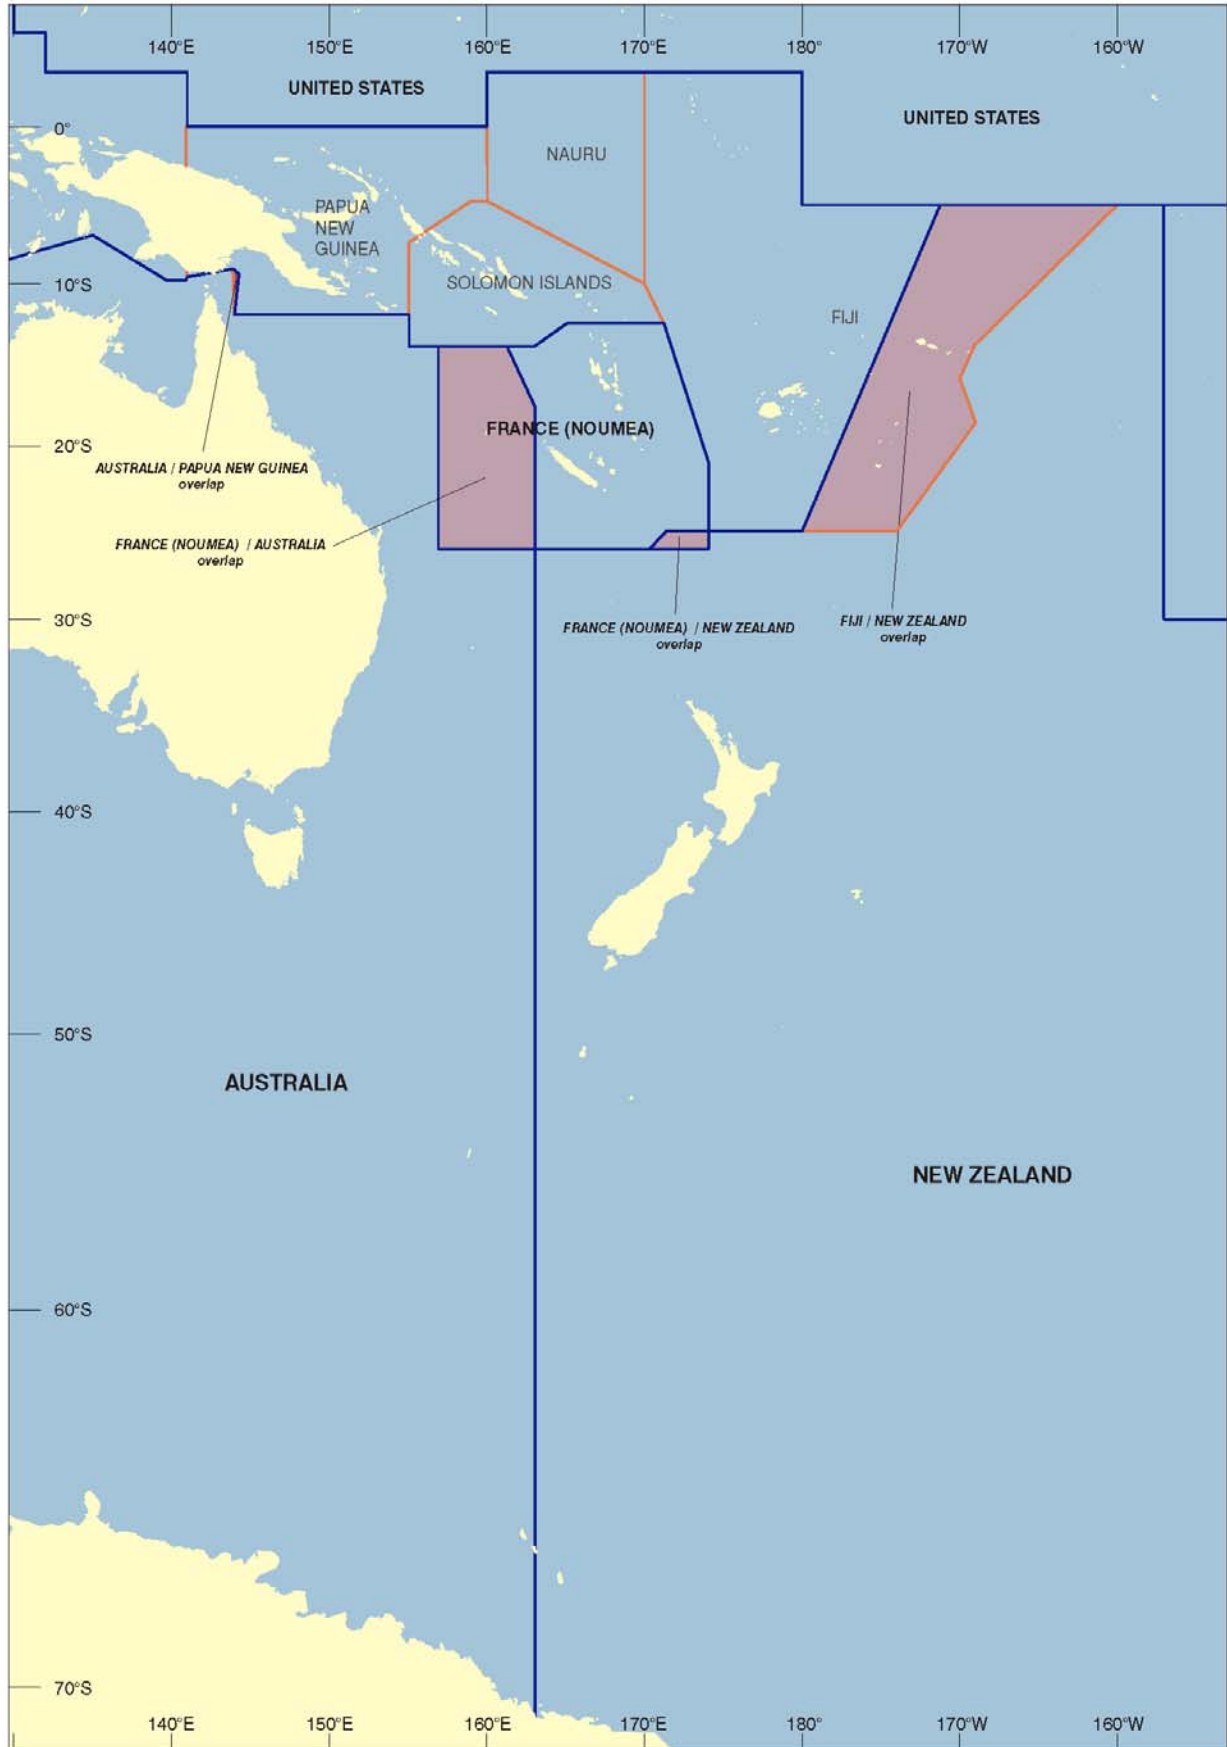 140°E
150°E
160°E
170°E
180°
170°W
160°W
UNITED STATES
UNITED STATES
0°
NAURU
PAPUA
NEW
GUINEA
10°S
SOLOMON ISLANDS
FIJI
FRANCE (NOUMEA)
20°S
AUSTRALIA / PAPUA NEW GUINEA
overlap
FRANCE (NOUMEA) / AUSTRALIA
overlap
30°S
FRANCE (NOUMEA) / NEW ZEALAND
overlap
FIJI / NEW ZEALAND
overlap
40°S
50°S
AUSTRALIA
NEW ZEALAND
60°S
70°S
140°E
150°E
160°E
170°E
180°
170°W
160°W